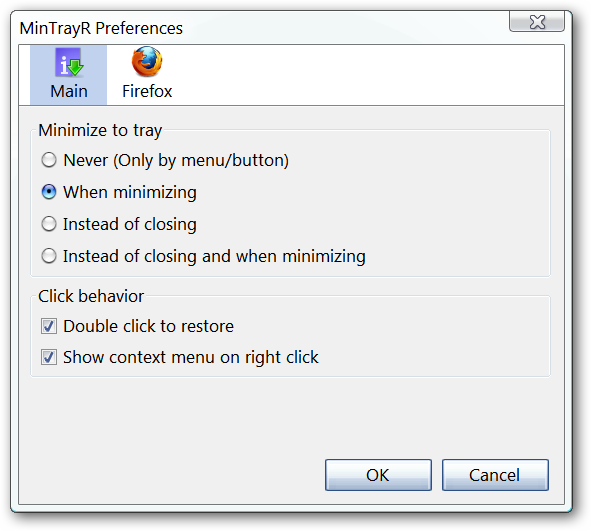 MinTrayR Preferences
Main Firefox
Minimize to tray
Never (Only by menu/button)
When minimizing
Instead of closing
Instead of closing and when minimizing
Click behavior
Double click to restore
Show context menu on right click
OK Cancel